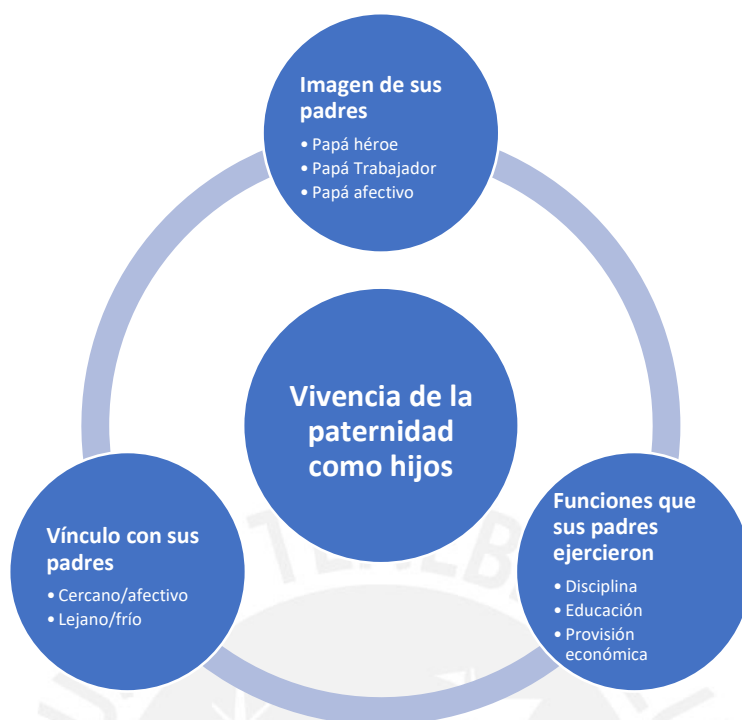 Imagen de sus
padres
• Papá héroe
• Papá Trabajador
• Papá afectivo
Vivencia de la
paternidad
como hijos
Vínculo con sus
padres
• Cercano/afectivo
• Lejano/frío
Funciones que
sus padres
ejercieron
• Disciplina
• Educación
• Provisión
económica